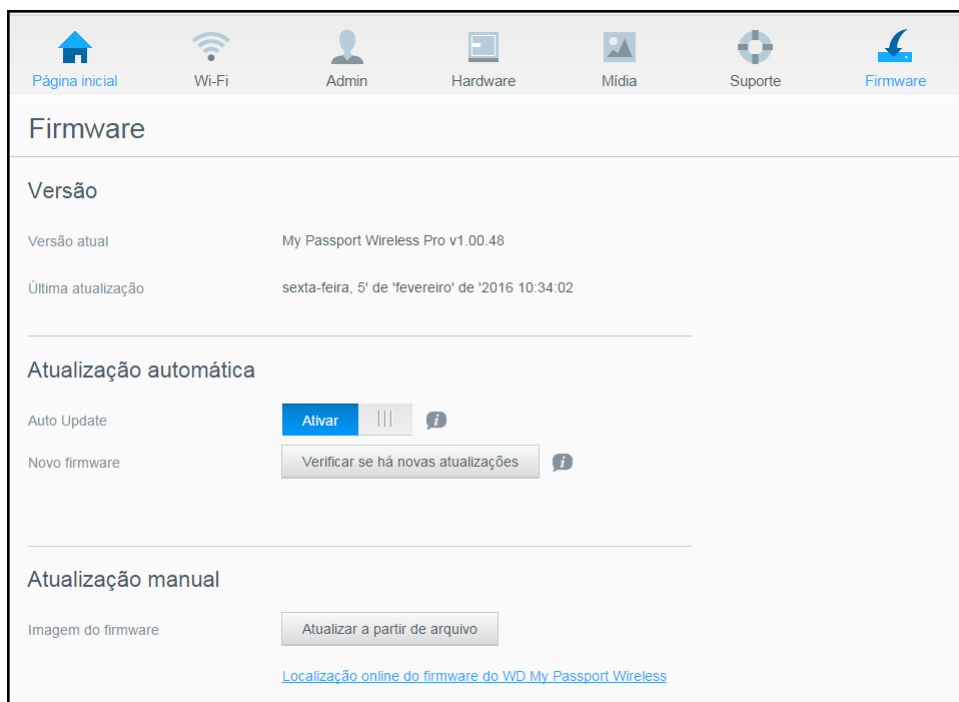 Página inicial Wi-Fi Admin Hardware Mídia Suporte Firmware
Firmware
Versão
Versão atual My Passport Wireless Pro v1.00.48
Última atualização sexta-feira, 5' de 'fevereiro' de '2016 10:34:02
Atualização automática
Auto Update Ativar
Novo firmware Verificar se há novas atualizações
Atualização manual
Imagem do firmware Atualizar a partir de arquivo
Localização online do firmware do WD My Passport Wireless